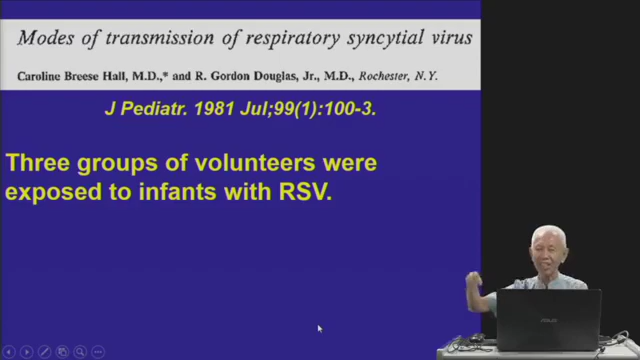 Modes of transmission of respiratory syncytial virus
Caroline Breese Hall, M.D.,* and R. Gordon Douglas, Jr., M.D., Rochester, N.Y.
J Pediatr. 1981 Jul;99(1):100-3.
Three groups of volunteers were
exposed to infants with RSV.
ASUS